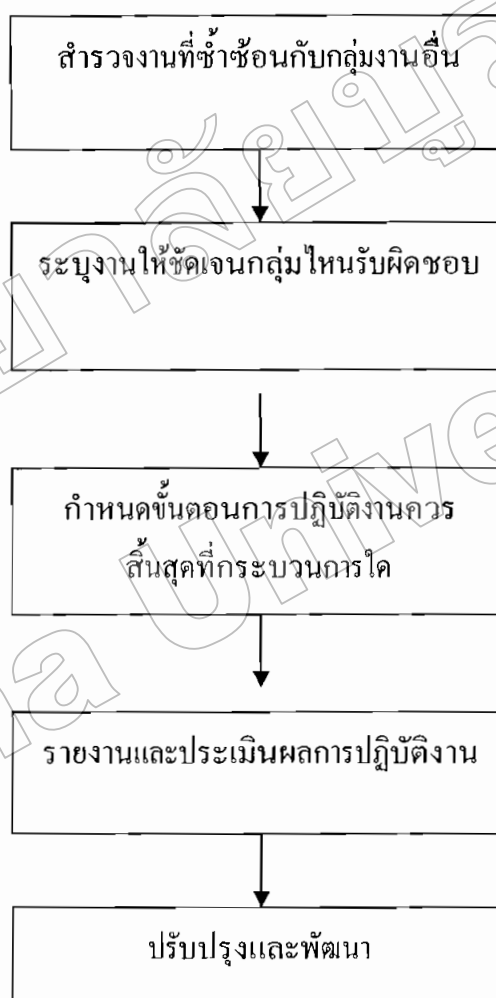 สำรวจงานที่ซ้ำซ้อนกับกลุ่มงานอื่น
ระบุงานให้ชัดเจนกลุ่มไหนรับผิดชอบ
กำหนดขั้นตอนการปฏิบัติงานควร
สิ้นสุดที่กระบวนการใด
รายงานและประเมินผลการปฏิบัติงาน
ปรับปรุงและพัฒนา